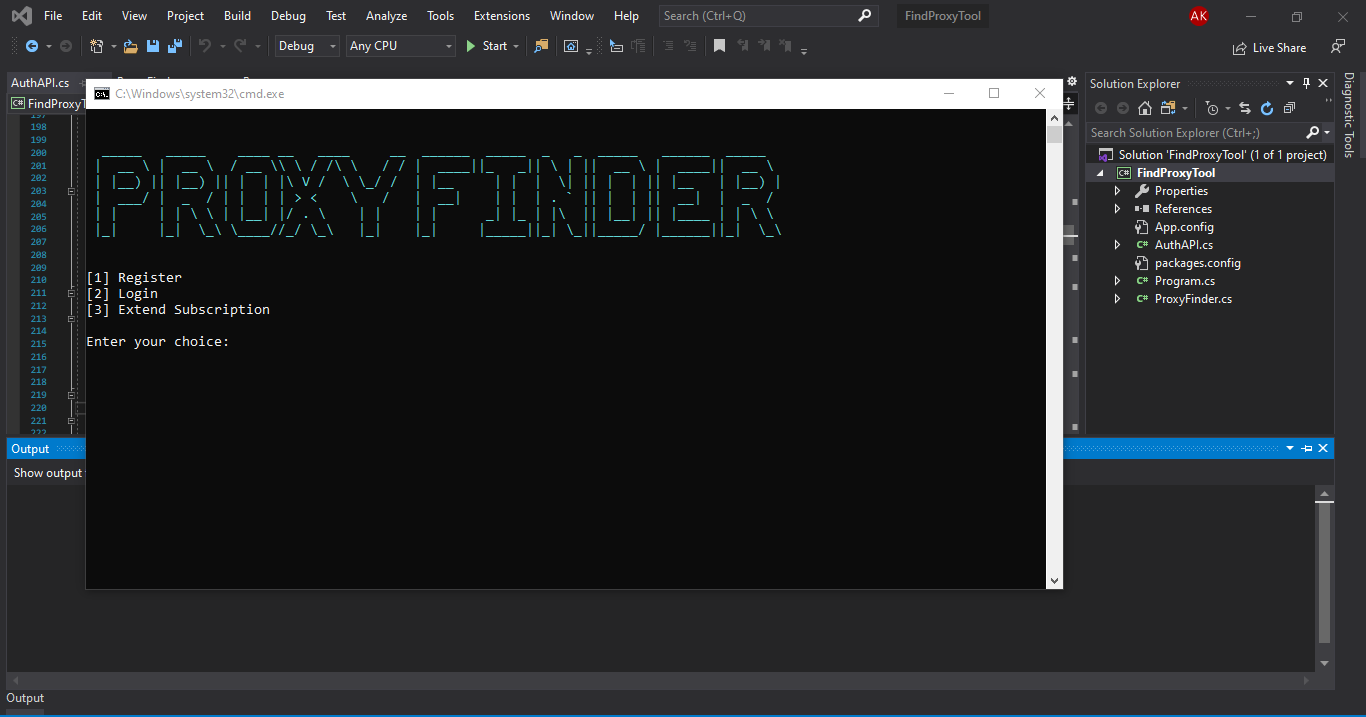 File Edit View Project Build Debug Test Analyze Tools Extensions Window Help Search (Ctrl+Q) FindProxyTool AK
Debug Any CPU Start Live Share
AuthAPI.cs
C:\Windows\system32\cmd.exe
FindProxyT
PROXY FINDER
[1] Register
[2] Login
[3] Extend Subscription
Enter your choice:
197
198
199
200
201
202
203
204
205
206
207
208
209
210
211
212
213
214
215
216
217
218
219
220
221
222
Solution Explorer
Search Solution Explorer (Ctrl+;)
Solution 'FindProxyTool' (1 of 1 project)
FindProxyTool
Properties
References
App.config
AuthAPI.cs
packages.config
Program.cs
ProxyFinder.cs
Diagnostic Tools
Output
Show output
Output